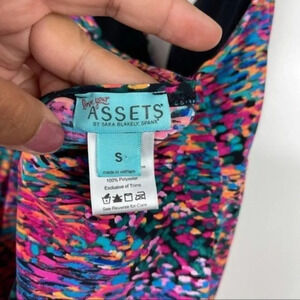 love your
ASSETS
BY SARA BLAKELY SPANX
S
made in vietnam
100% Polyester
Exclusive of Trims
See Reverse for Care